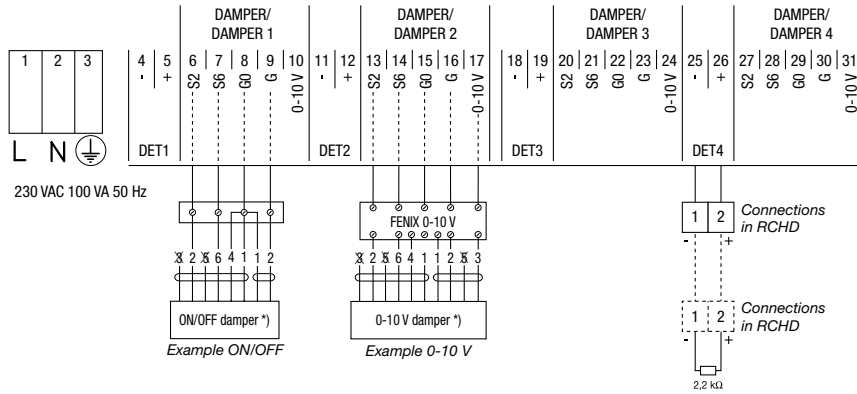 DAMPER/ DAMPER/ DAMPER/ DAMPER/
DAMPER 1 DAMPER 2 DAMPER 3 DAMPER 4
1 2 3 4 5 6 7 8 9 10 11 12 13 14 15 16 17 18 19 20 21 22 23 24 25 26 27 28 29 30 31
- + S2 S6 G0 G 0-10 V - + S2 S6 G0 G 0-10 V - + S2 S6 G0 G 0-10 V - + S2 S6 G0 G 0-10 V
DET1 DET2 DET3 DET4
L N
230 VAC 100 VA 50 Hz
FENIX 0-10 V
1 2
Connections
in RCHD
- +
X 2 X 6 4 1 1 2
X 2 X 6 4 1 1 2 X 3
ON/OFF damper *)
0-10 V damper *)
Example ON/OFF
Example 0-10 V
1 2
Connections
in RCHD
- +
2,2 kΩ